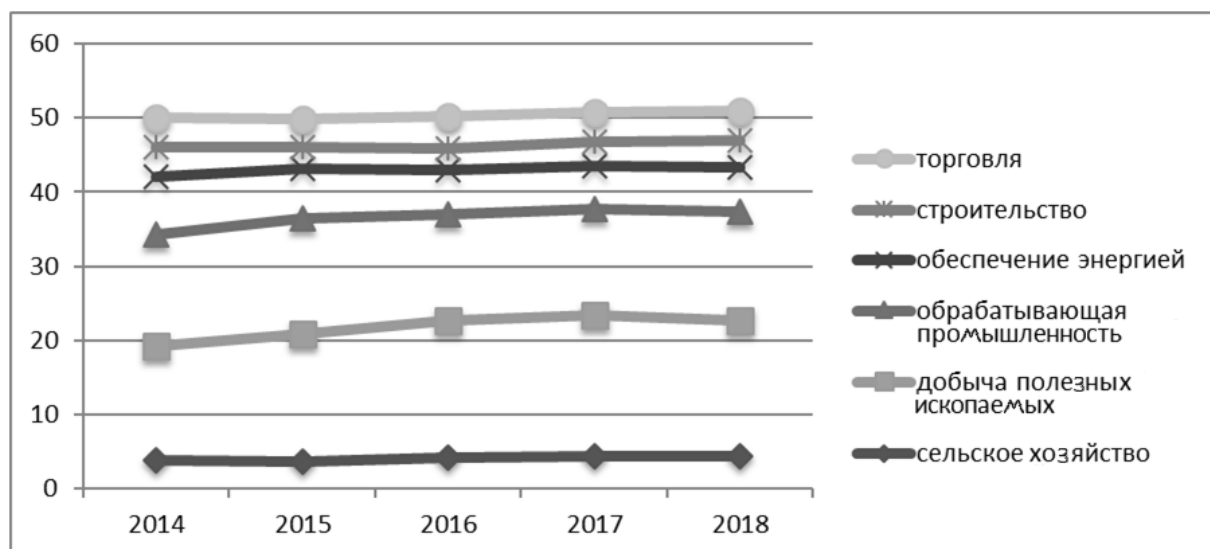 60
50
40
30
20
10
0
2014 2015 2016 2017 2018
торговля
строительство
обеспечение энергией
обрабатывающая
промышленность
добыча полезных
ископаемых
сельское хозяйство